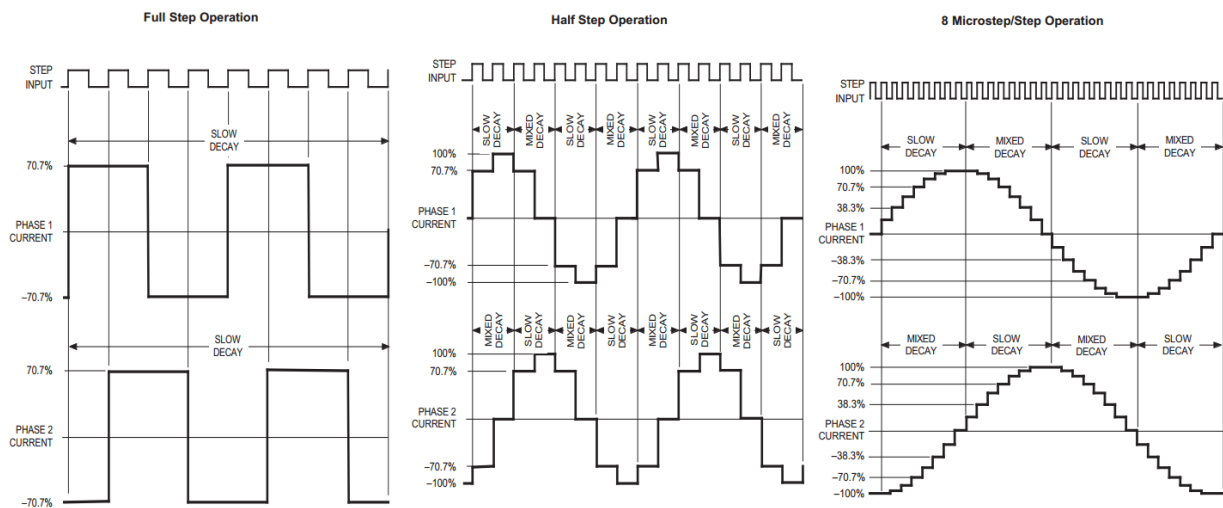 Full Step Operation
STEP
INPUT
SLOW
DECAY
70.7%
PHASE 1
CURRENT
–70.7%
SLOW
DECAY
70.7%
PHASE 2
CURRENT
–70.7%
Half Step Operation
STEP
INPUT
SLOW
DECAY
MIXED
DECAY
SLOW
DECAY
MIXED
DECAY
SLOW
DECAY
MIXED
DECAY
SLOW
DECAY
MIXED
DECAY
100%
70.7%
PHASE 1
CURRENT
–70.7%
–100%
MIXED
DECAY
SLOW
DECAY
MIXED
DECAY
SLOW
DECAY
MIXED
DECAY
SLOW
DECAY
MIXED
DECAY
SLOW
DECAY
100%
70.7%
PHASE 2
CURRENT
–70.7%
–100%
8 Microstep/Step Operation
STEP
INPUT
SLOW
DECAY
MIXED
DECAY
SLOW
DECAY
MIXED
DECAY
100%
70.7%
38.3%
PHASE 1
CURRENT
–38.3%
–70.7%
–100%
MIXED
DECAY
SLOW
DECAY
MIXED
DECAY
SLOW
DECAY
100%
70.7%
38.3%
PHASE 2
CURRENT
–38.3%
–70.7%
–100%